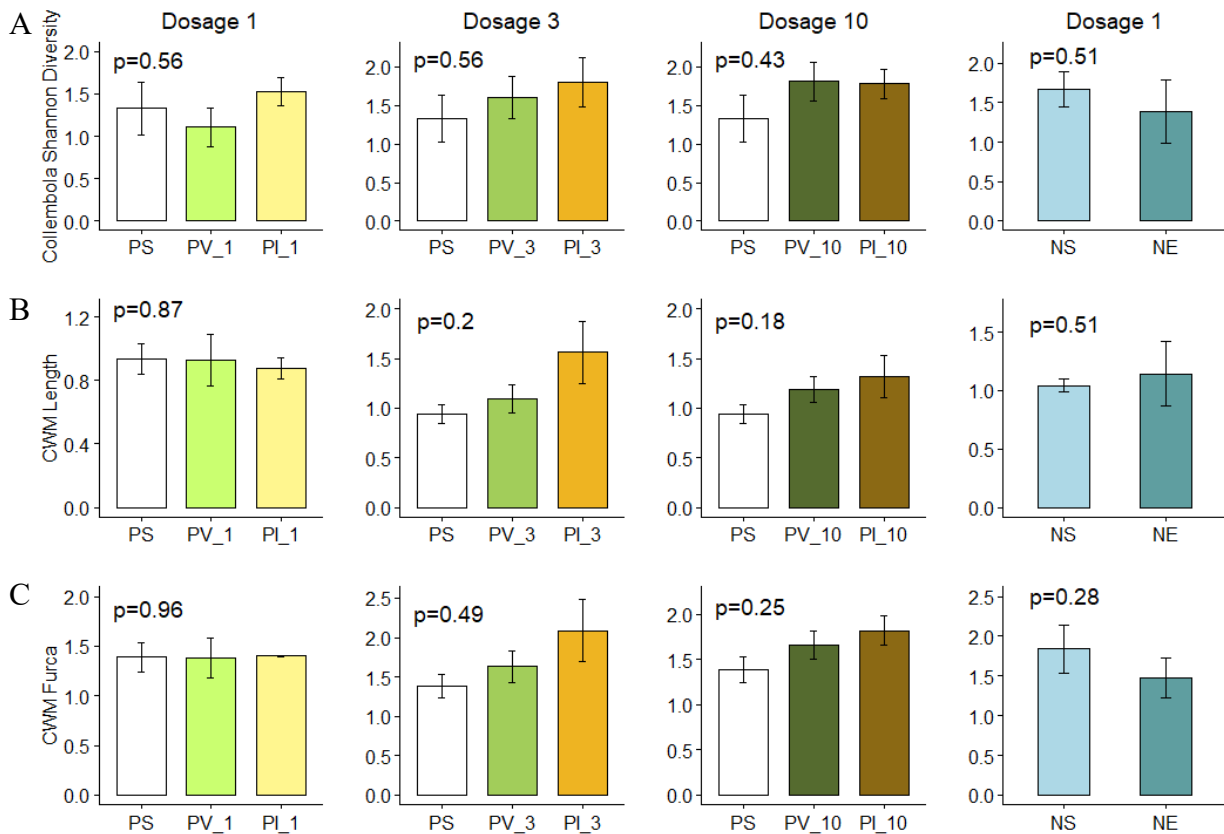 A
Dosage 1
Dosage 3
Dosage 10
Dosage 1
Collembola Shannon Diversity
2.0
1.5
1.0
0.5
0.0
p=0.56
PS PV_1 PI_1
2.0
1.5
1.0
0.5
0.0
p=0.56
PS PV_3 PI_3
2.0
1.5
1.0
0.5
0.0
p=0.43
PS PV_10 PI_10
2.0
1.5
1.0
0.5
0.0
p=0.51
NS NE
B
CWM Length
1.2
0.8
0.4
0.0
p=0.87
PS PV_1 PI_1
2.0
1.5
1.0
0.5
0.0
p=0.2
PS PV_3 PI_3
2.0
1.5
1.0
0.5
0.0
p=0.18
PS PV_10 PI_10
1.5
1.0
0.5
0.0
p=0.51
NS NE
C
CWM Furca
2.0
1.5
1.0
0.5
0.0
p=0.96
PS PV_1 PI_1
2.5
2.0
1.5
1.0
0.5
0.0
p=0.49
PS PV_3 PI_3
2.0
1.5
1.0
0.5
0.0
p=0.25
PS PV_10 PI_10
2.5
2.0
1.5
1.0
0.5
0.0
p=0.28
NS NE